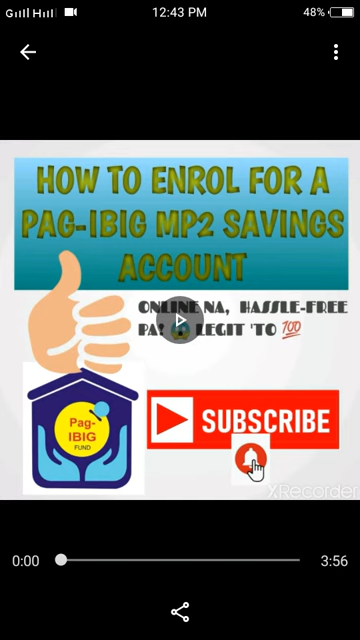 12:43 PM
48%
HOW TO ENROL FOR A
PAG-IBIG MP2 SAVINGS
ACCOUNT
ONLINE NA, HASSLE-FREE
PA! 😱 LEGIT 'TO 💯
Pag-
IBIG
FUND
SUBSCRIBE
XRecorder
0:00
3:56